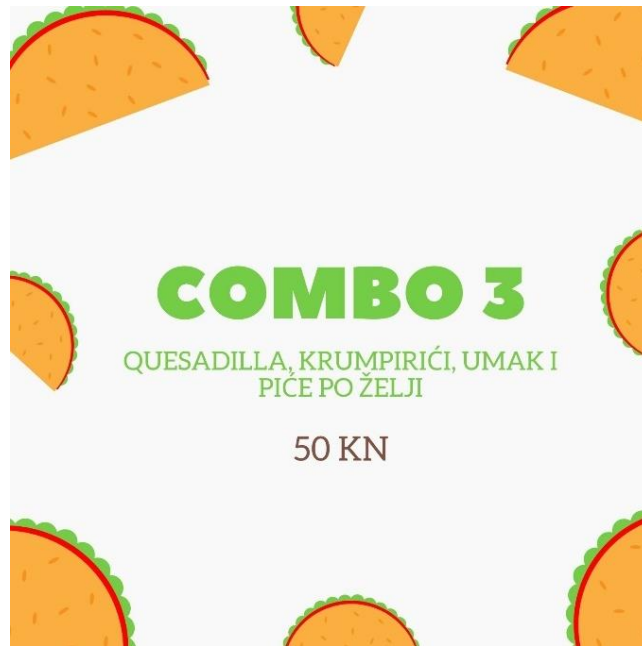 COMBO 3
QUESADILLA, KRUMPIRIĆI, UMAK I
PIĆE PO ŽELJI
50 KN